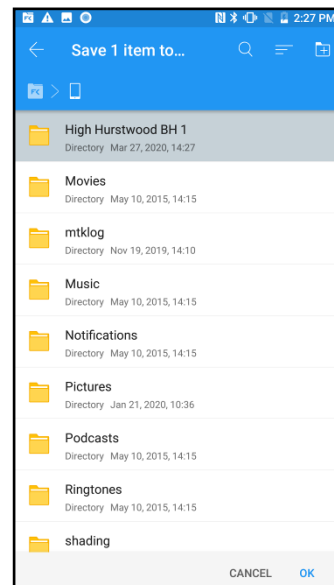 2:27 PM
Save 1 item to...
FX
High Hurstwood BH 1
Directory Mar 27, 2020, 14:27
Movies
Directory May 10, 2015, 14:15
mtklog
Directory Nov 19, 2019, 14:10
Music
Directory May 10, 2015, 14:15
Notifications
Directory May 10, 2015, 14:15
Pictures
Directory Jan 21, 2020, 10:36
Podcasts
Directory May 10, 2015, 14:15
Ringtones
Directory May 10, 2015, 14:15
shading
CANCEL OK